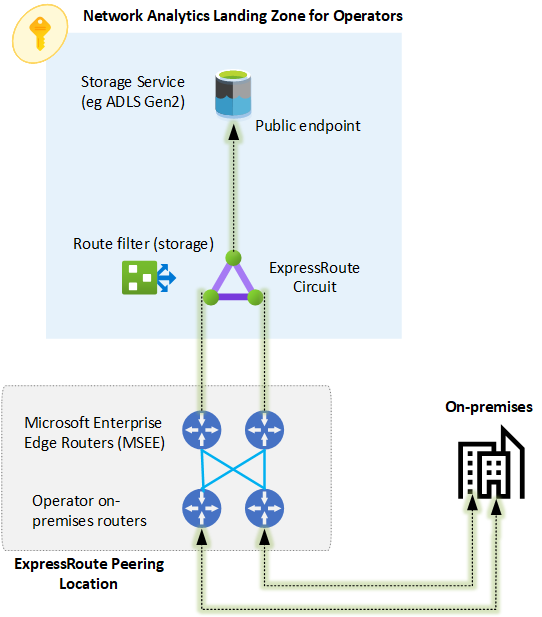 Network Analytics Landing Zone for Operators
Storage Service
(eg ADLS Gen2)
Public endpoint
Route filter (storage)
ExpressRoute
Circuit
Microsoft Enterprise
Edge Routers (MSEE)
On-premises
Operator on-
premises routers
ExpressRoute Peering
Location